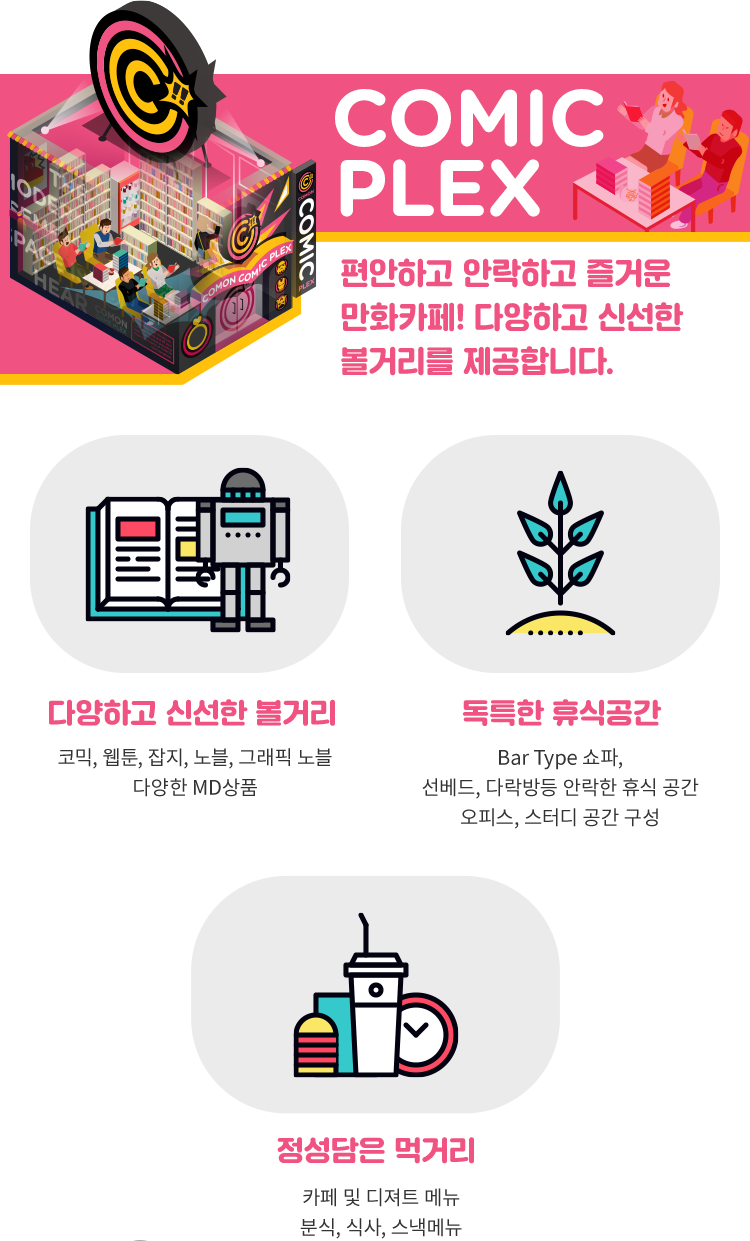 COMIC
PLEX
편안하고 안락하고 즐거운
만화카페! 다양하고 신선한
볼거리를 제공합니다.
COMIC
PLEX
COMON COMIC PLEX
HEAR
COMON
다양하고 신선한 볼거리
코믹, 웹툰, 잡지, 노블, 그래픽 노블
다양한 MD상품
독특한 휴식공간
Bar Type 쇼파,
선베드, 다락방등 안락한 휴식 공간
오피스, 스터디 공간 구성
정성담은 먹거리
카페 및 디져트 메뉴
분식, 식사, 스낵메뉴